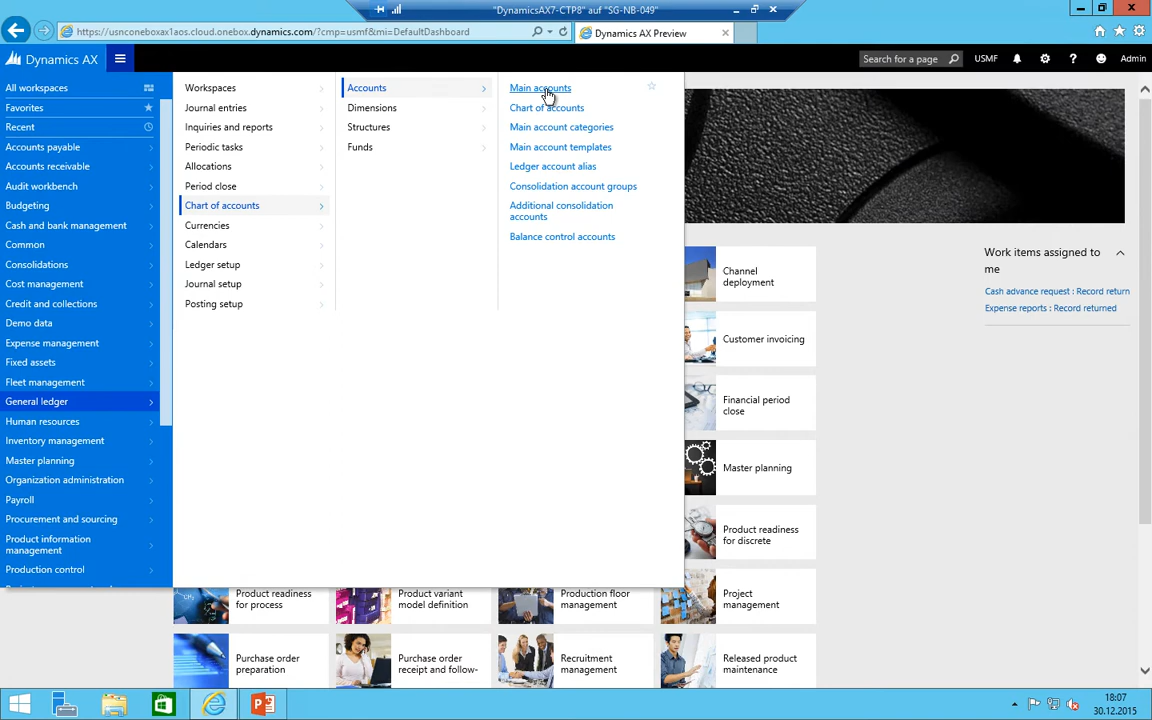 "DynamicsAX7-CTP8" auf "SG-NB-049"
https://usnconeboxax1aos.cloud.onebox.dynamics.com/?cmp=usmf&mi=DefaultDashboard
Dynamics AX Preview
Dynamics AX
Search for a page
USMF
Admin
All workspaces
Favorites
Recent
Accounts payable
Accounts receivable
Audit workbench
Budgeting
Cash and bank management
Common
Consolidations
Cost management
Credit and collections
Demo data
Expense management
Fixed assets
Fleet management
General ledger
Human resources
Inventory management
Master planning
Organization administration
Payroll
Procurement and sourcing
Product information
management
Production control
Workspaces
Journal entries
Inquiries and reports
Periodic tasks
Allocations
Period close
Chart of accounts
Currencies
Calendars
Ledger setup
Journal setup
Posting setup
Accounts
Dimensions
Structures
Funds
Main accounts
Chart of accounts
Main account categories
Main account templates
Ledger account alias
Consolidation account groups
Additional consolidation
accounts
Balance control accounts
Channel
deployment
Customer invoicing
Financial period
close
Master planning
Product readiness
for discrete
Product readiness
for process
Product variant
model definition
Production floor
management
Project
management
Purchase order
preparation
Purchase order
receipt and follow-
Recruitment
management
Released product
maintenance
Work items assigned to
me
Cash advance request : Record return
Expense reports : Record returned
18:07
30.12.2015